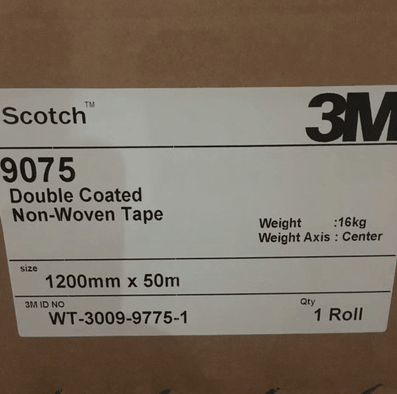 Scotch™
3M
9075
Double Coated
Non-Woven Tape
Weight :16kg
Weight Axis : Center
size
1200mm x 50m
3M ID NO
WT-3009-9775-1
Qty
1 Roll